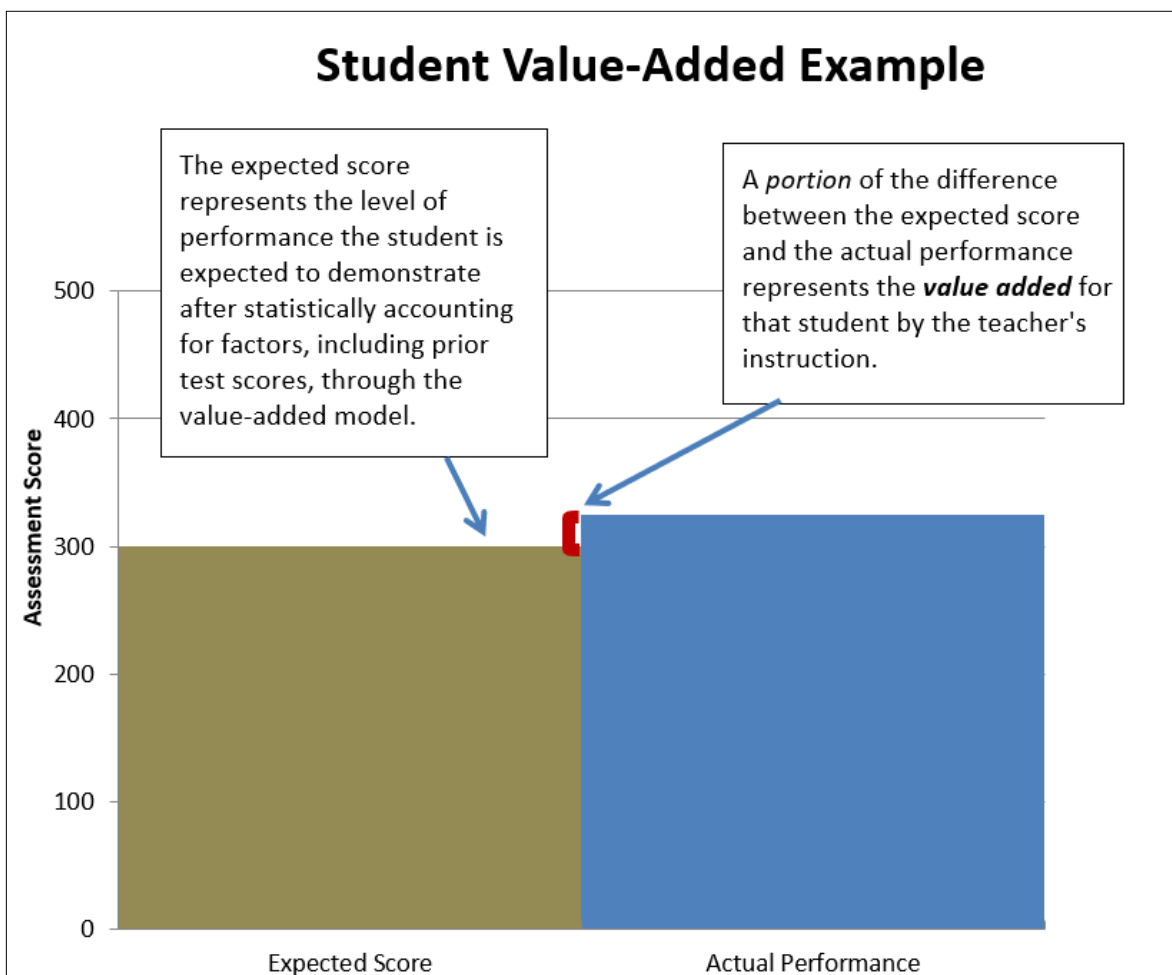 Student Value-Added Example
The expected score
represents the level of
performance the student is
expected to demonstrate
after statistically accounting
for factors, including prior
test scores, through the
value-added model.
A portion of the difference
between the expected score
and the actual performance
represents the value added for
that student by the teacher's
instruction.
Assessment Score
500
400
300
200
100
0
Expected Score
Actual Performance